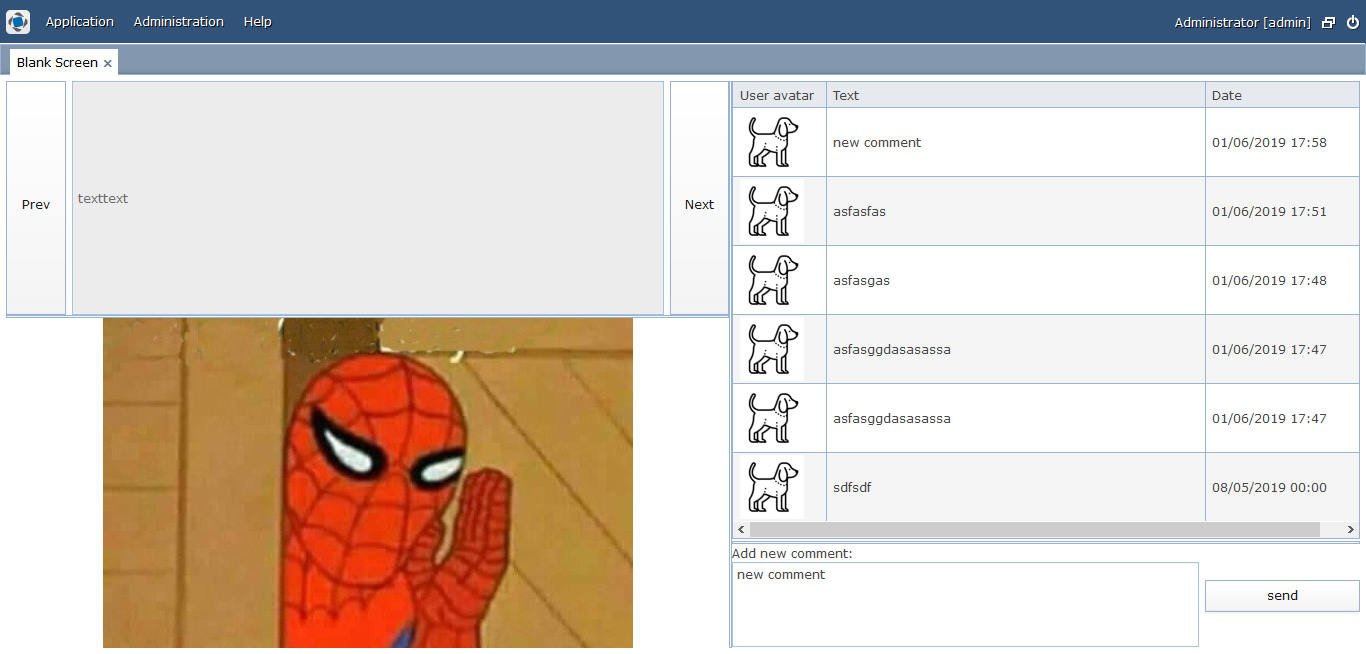 Application Administration Help Administrator [admin]
Blank Screen ×
Prev
texttext
Next
User avatar Text Date
new comment 01/06/2019 17:58
asfasfas 01/06/2019 17:51
asfasgas 01/06/2019 17:48
asfasggdasasassa 01/06/2019 17:47
asfasggdasasassa 01/06/2019 17:47
sdfsdf 08/05/2019 00:00
Add new comment:
new comment
send